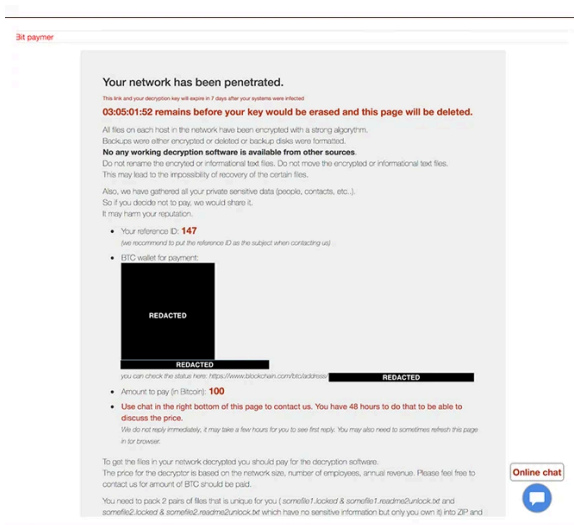 Bit paymer
Your network has been penetrated.
This link and your decryption key will expire in 7 days after your systems were infected
03:05:01:52 remains before your key would be erased and this page will be deleted.
All files on each host in the network have been encrypted with a strong algorythm.
Backups were either encrypted or deleted or backup disks were formatted.
No any working decryption software is available from other sources.
Do not rename the encrypted or informational text files. Do not move the encrypted or informational text files.
This may lead to the impossibility of recovery of the certain files.
Also, we have gathered all your private sensitive data (people, contacts, etc..).
So if you decide not to pay, we would share it.
It may harm your reputation.
• Your reference ID: 147
(we recommend to put the reference ID as the subject when contacting us)
• BTC wallet for payment:
REDACTED
REDACTED
you can check the status here: https://www.blockchain.com/btc/address/ REDACTED
• Amount to pay (in Bitcoin): 100
• Use chat in the right bottom of this page to contact us. You have 48 hours to do that to be able to
discuss the price.
We do not reply immediately, it may take a few hours for you to see first reply. You may also need to sometimes refresh this page
in tor browser.
To get the files in your network decrypted you should pay for the decryption software.
The price for the decryptor is based on the network size, number of employees, annual revenue. Please feel free to
contact us for amount of BTC should be paid.
Online chat
You need to pack 2 pairs of files that is unique for you ( somefile1.locked & somefile1.readme2unlock.txt and
somefile2.locked & somefile2.readme2unlock.txt which have no sensitive information but only you own it) into ZIP and